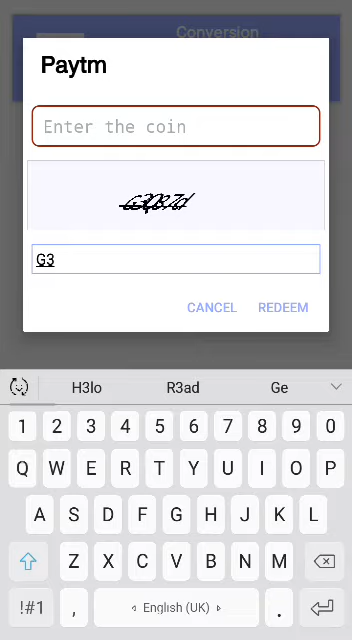 Conversion
Paytm
Enter the coin
G3
CANCEL REDEEM
H3lo R3ad Ge
1 2 3 4 5 6 7 8 9 0
Q W E R T Y U I O P
A S D F G H J K L
Z X C V B N M
!#1 , English (UK) .